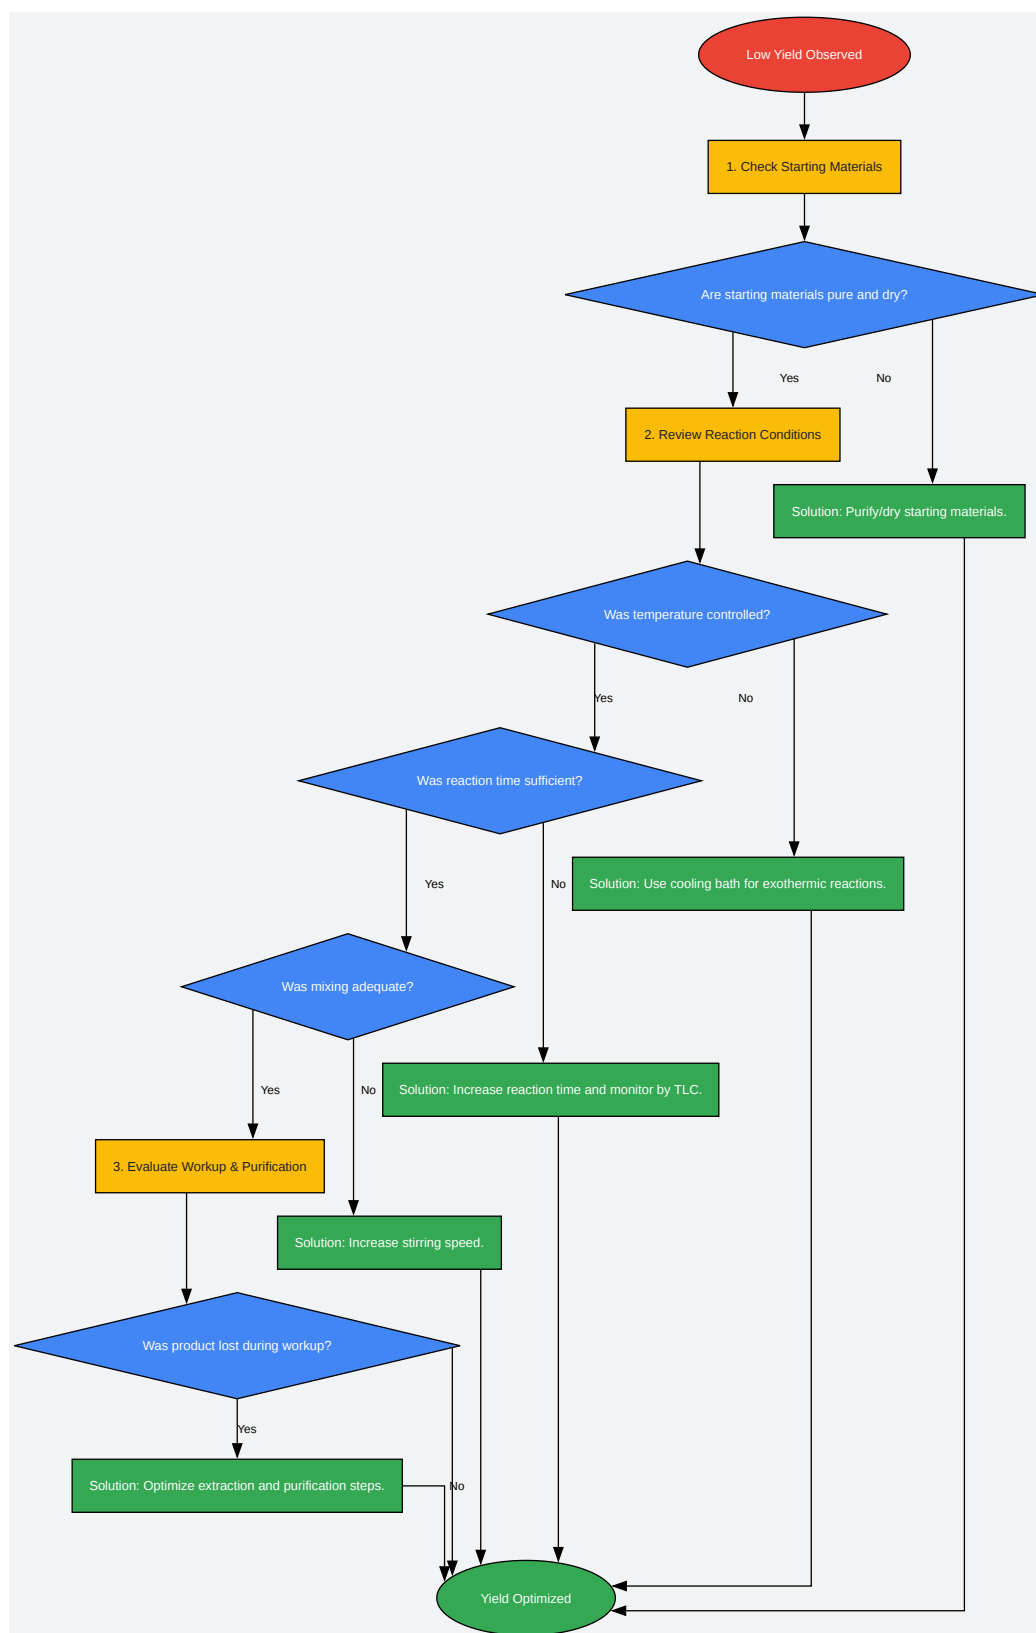 Low Yield Observed
1. Check Starting Materials
Are starting materials pure and dry?
Yes
No
2. Review Reaction Conditions
Solution: Purify/dry starting materials.
Was temperature controlled?
Yes
No
Was reaction time sufficient?
Yes
No
Solution: Use cooling bath for exothermic reactions.
Was mixing adequate?
Yes
No
Solution: Increase reaction time and monitor by TLC.
3. Evaluate Workup & Purification
Solution: Increase stirring speed.
Was product lost during workup?
Yes
Solution: Optimize extraction and purification steps.
No
Yield Optimized